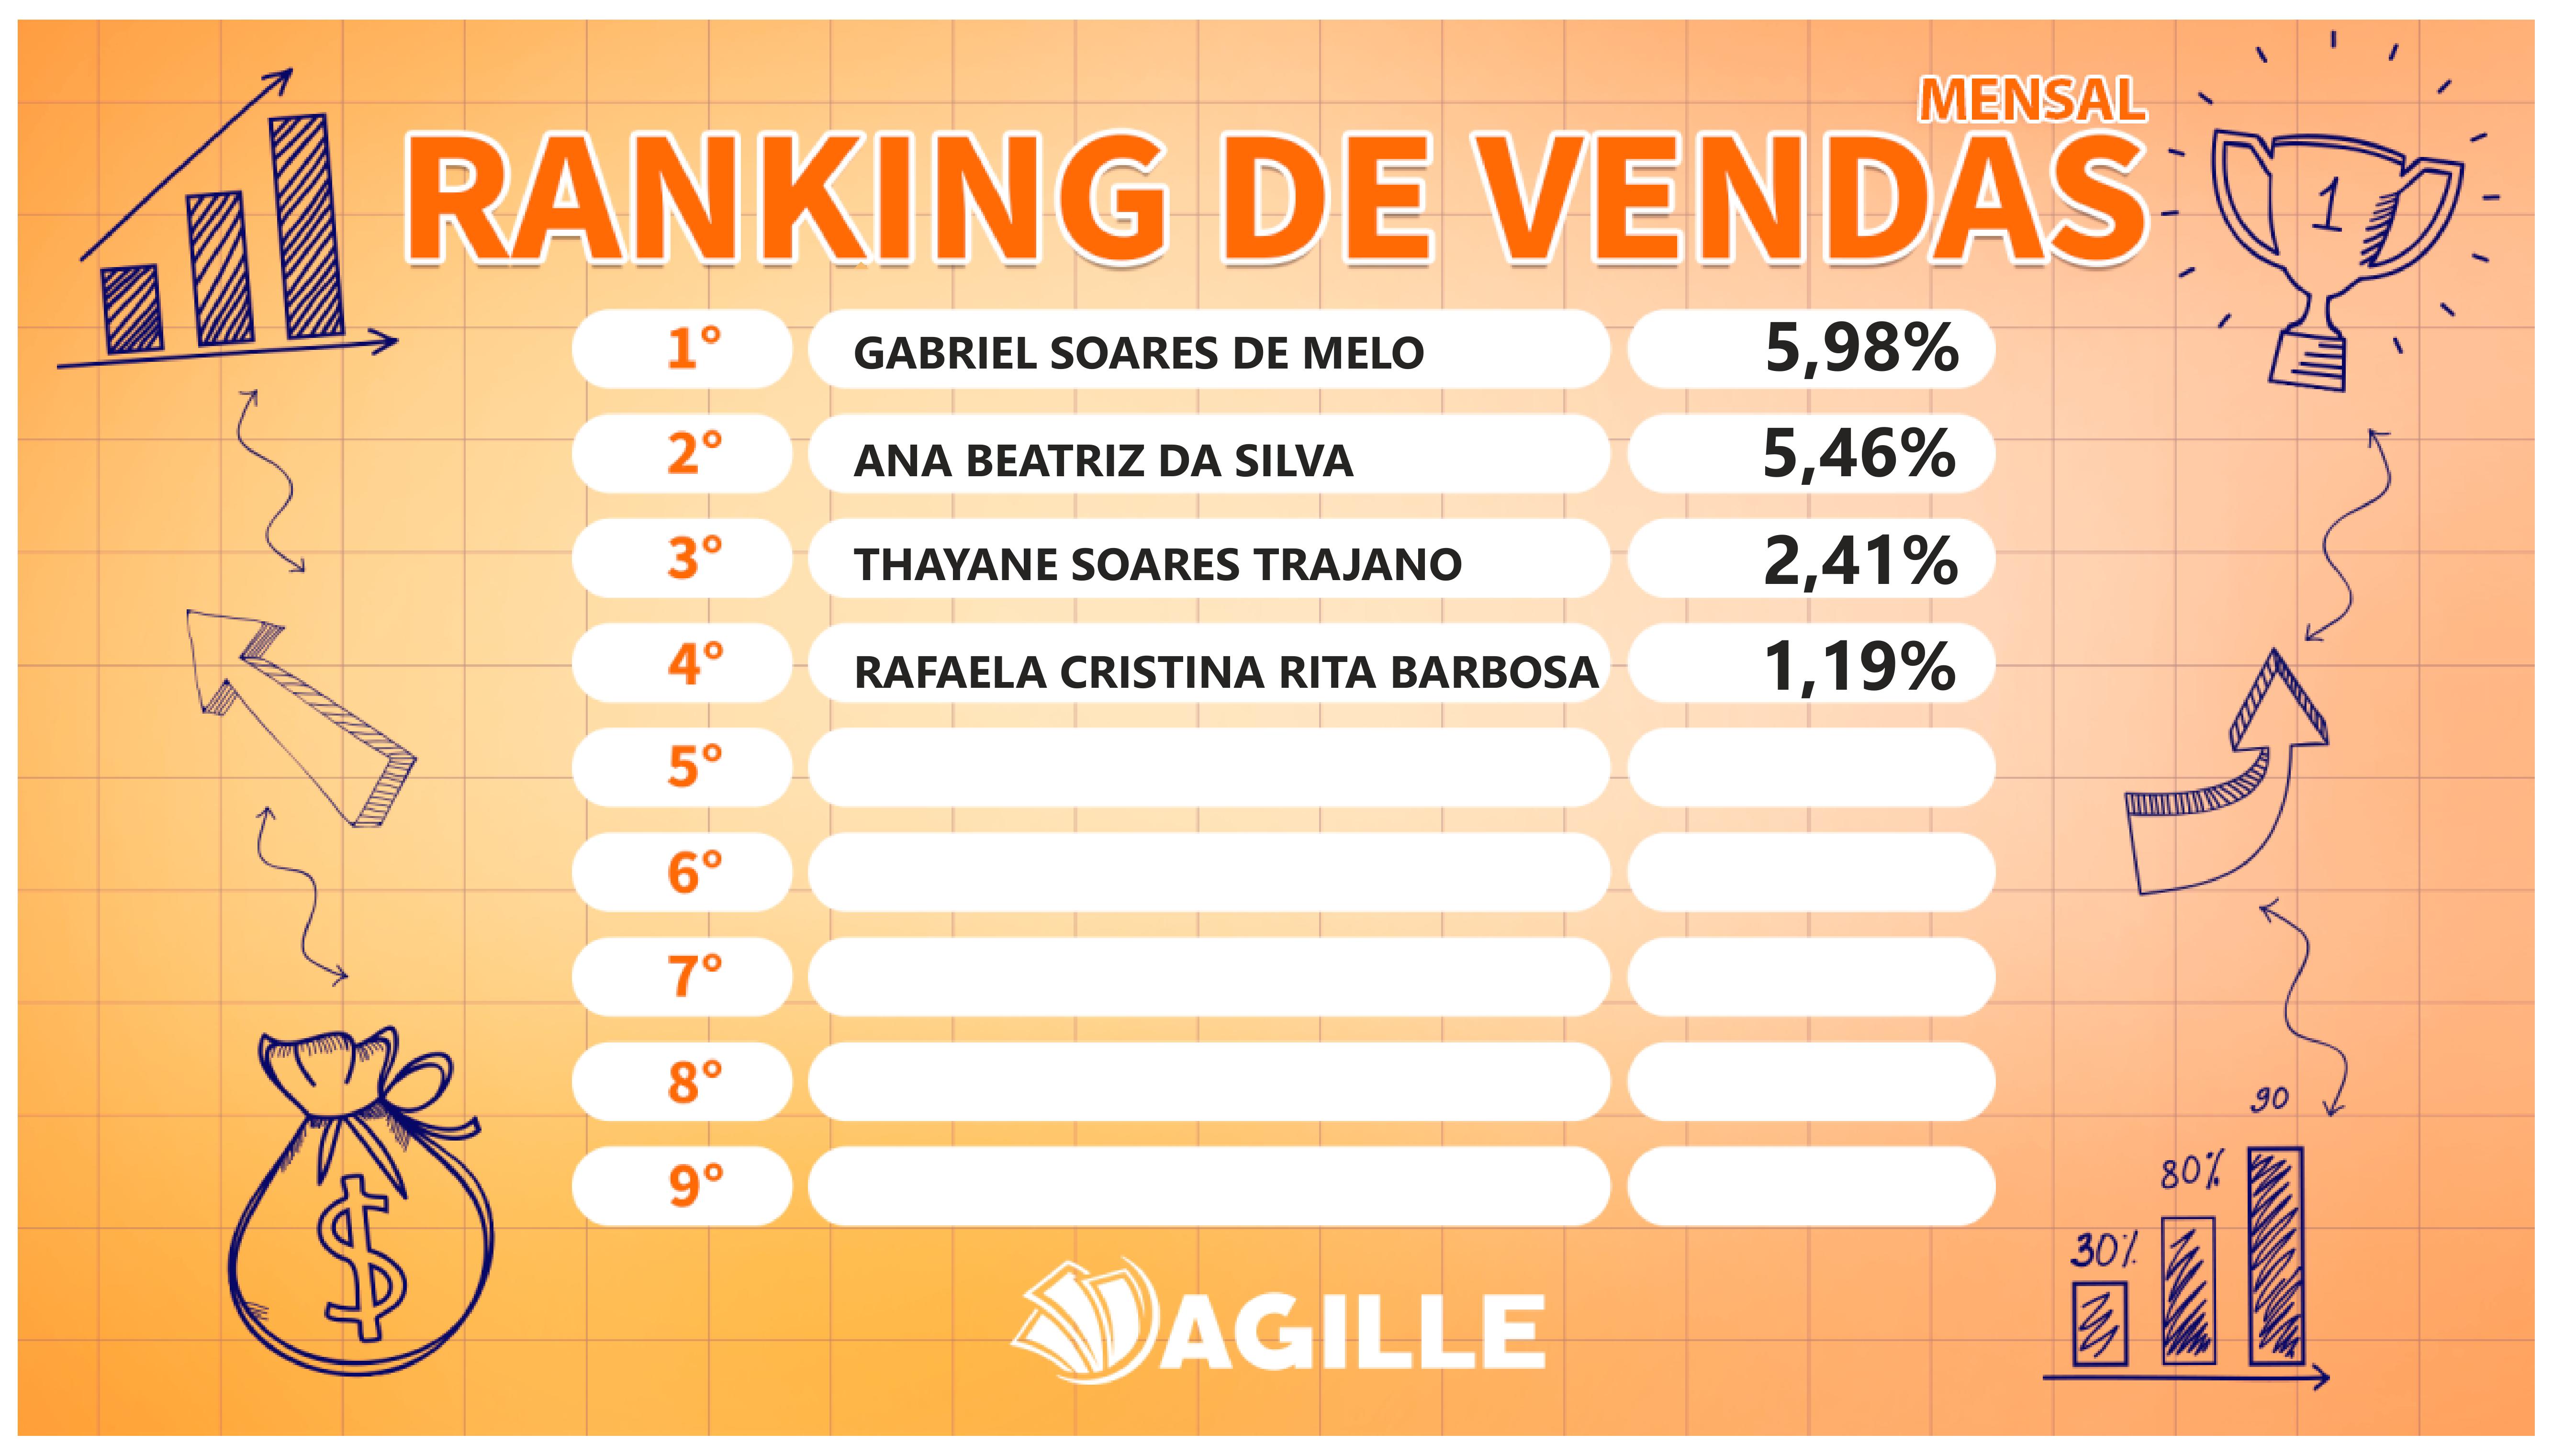 MENSAL
RANKING DE VENDAS
1
1° GABRIEL SOARES DE MELO 5,98%
2° ANA BEATRIZ DA SILVA 5,46%
3° THAYANE SOARES TRAJANO 2,41%
4° RAFAELA CRISTINA RITA BARBOSA 1,19%
5°
6°
7°
8°
9°
90
80%
30%
$
AGILLE